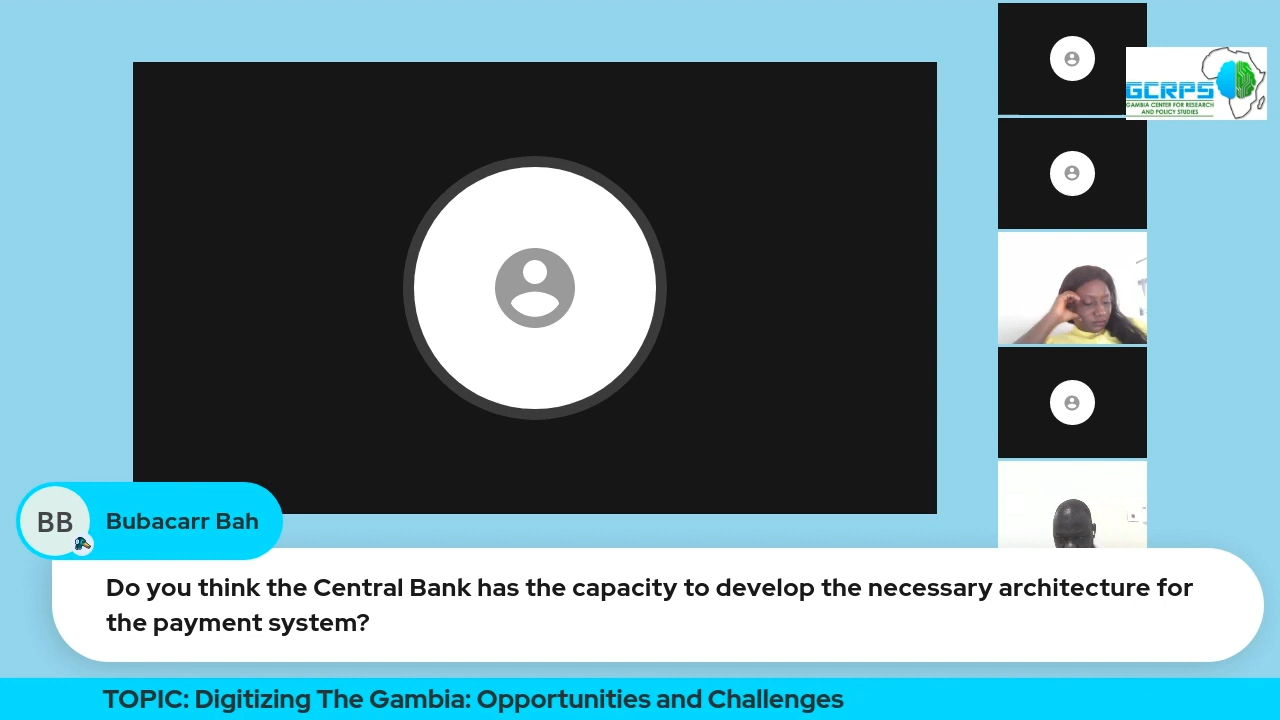 GCRPS
GAMBIA CENTER FOR RESEARCH
AND POLICY STUDIES
BB
Bubacarr Bah
Do you think the Central Bank has the capacity to develop the necessary architecture for
the payment system?
TOPIC: Digitizing The Gambia: Opportunities and Challenges